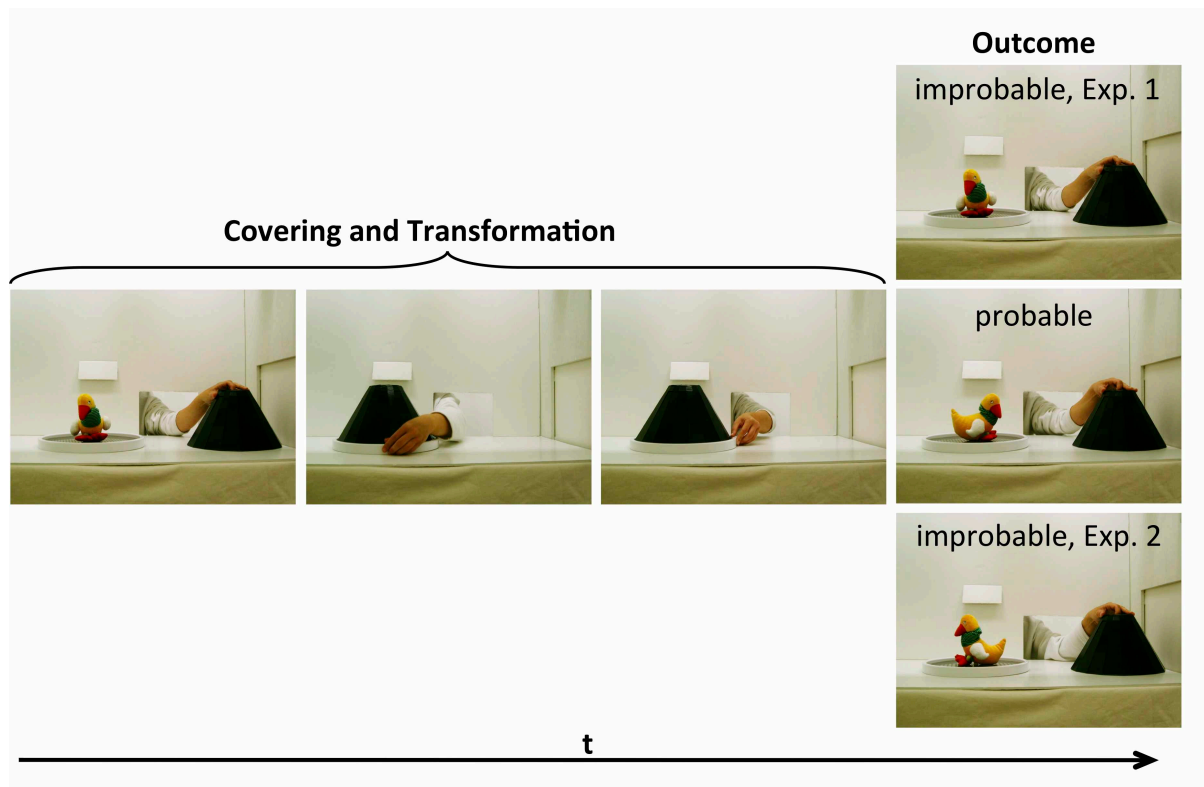 Outcome
improbable, Exp. 1
Covering and Transformation
probable
improbable, Exp. 2
t